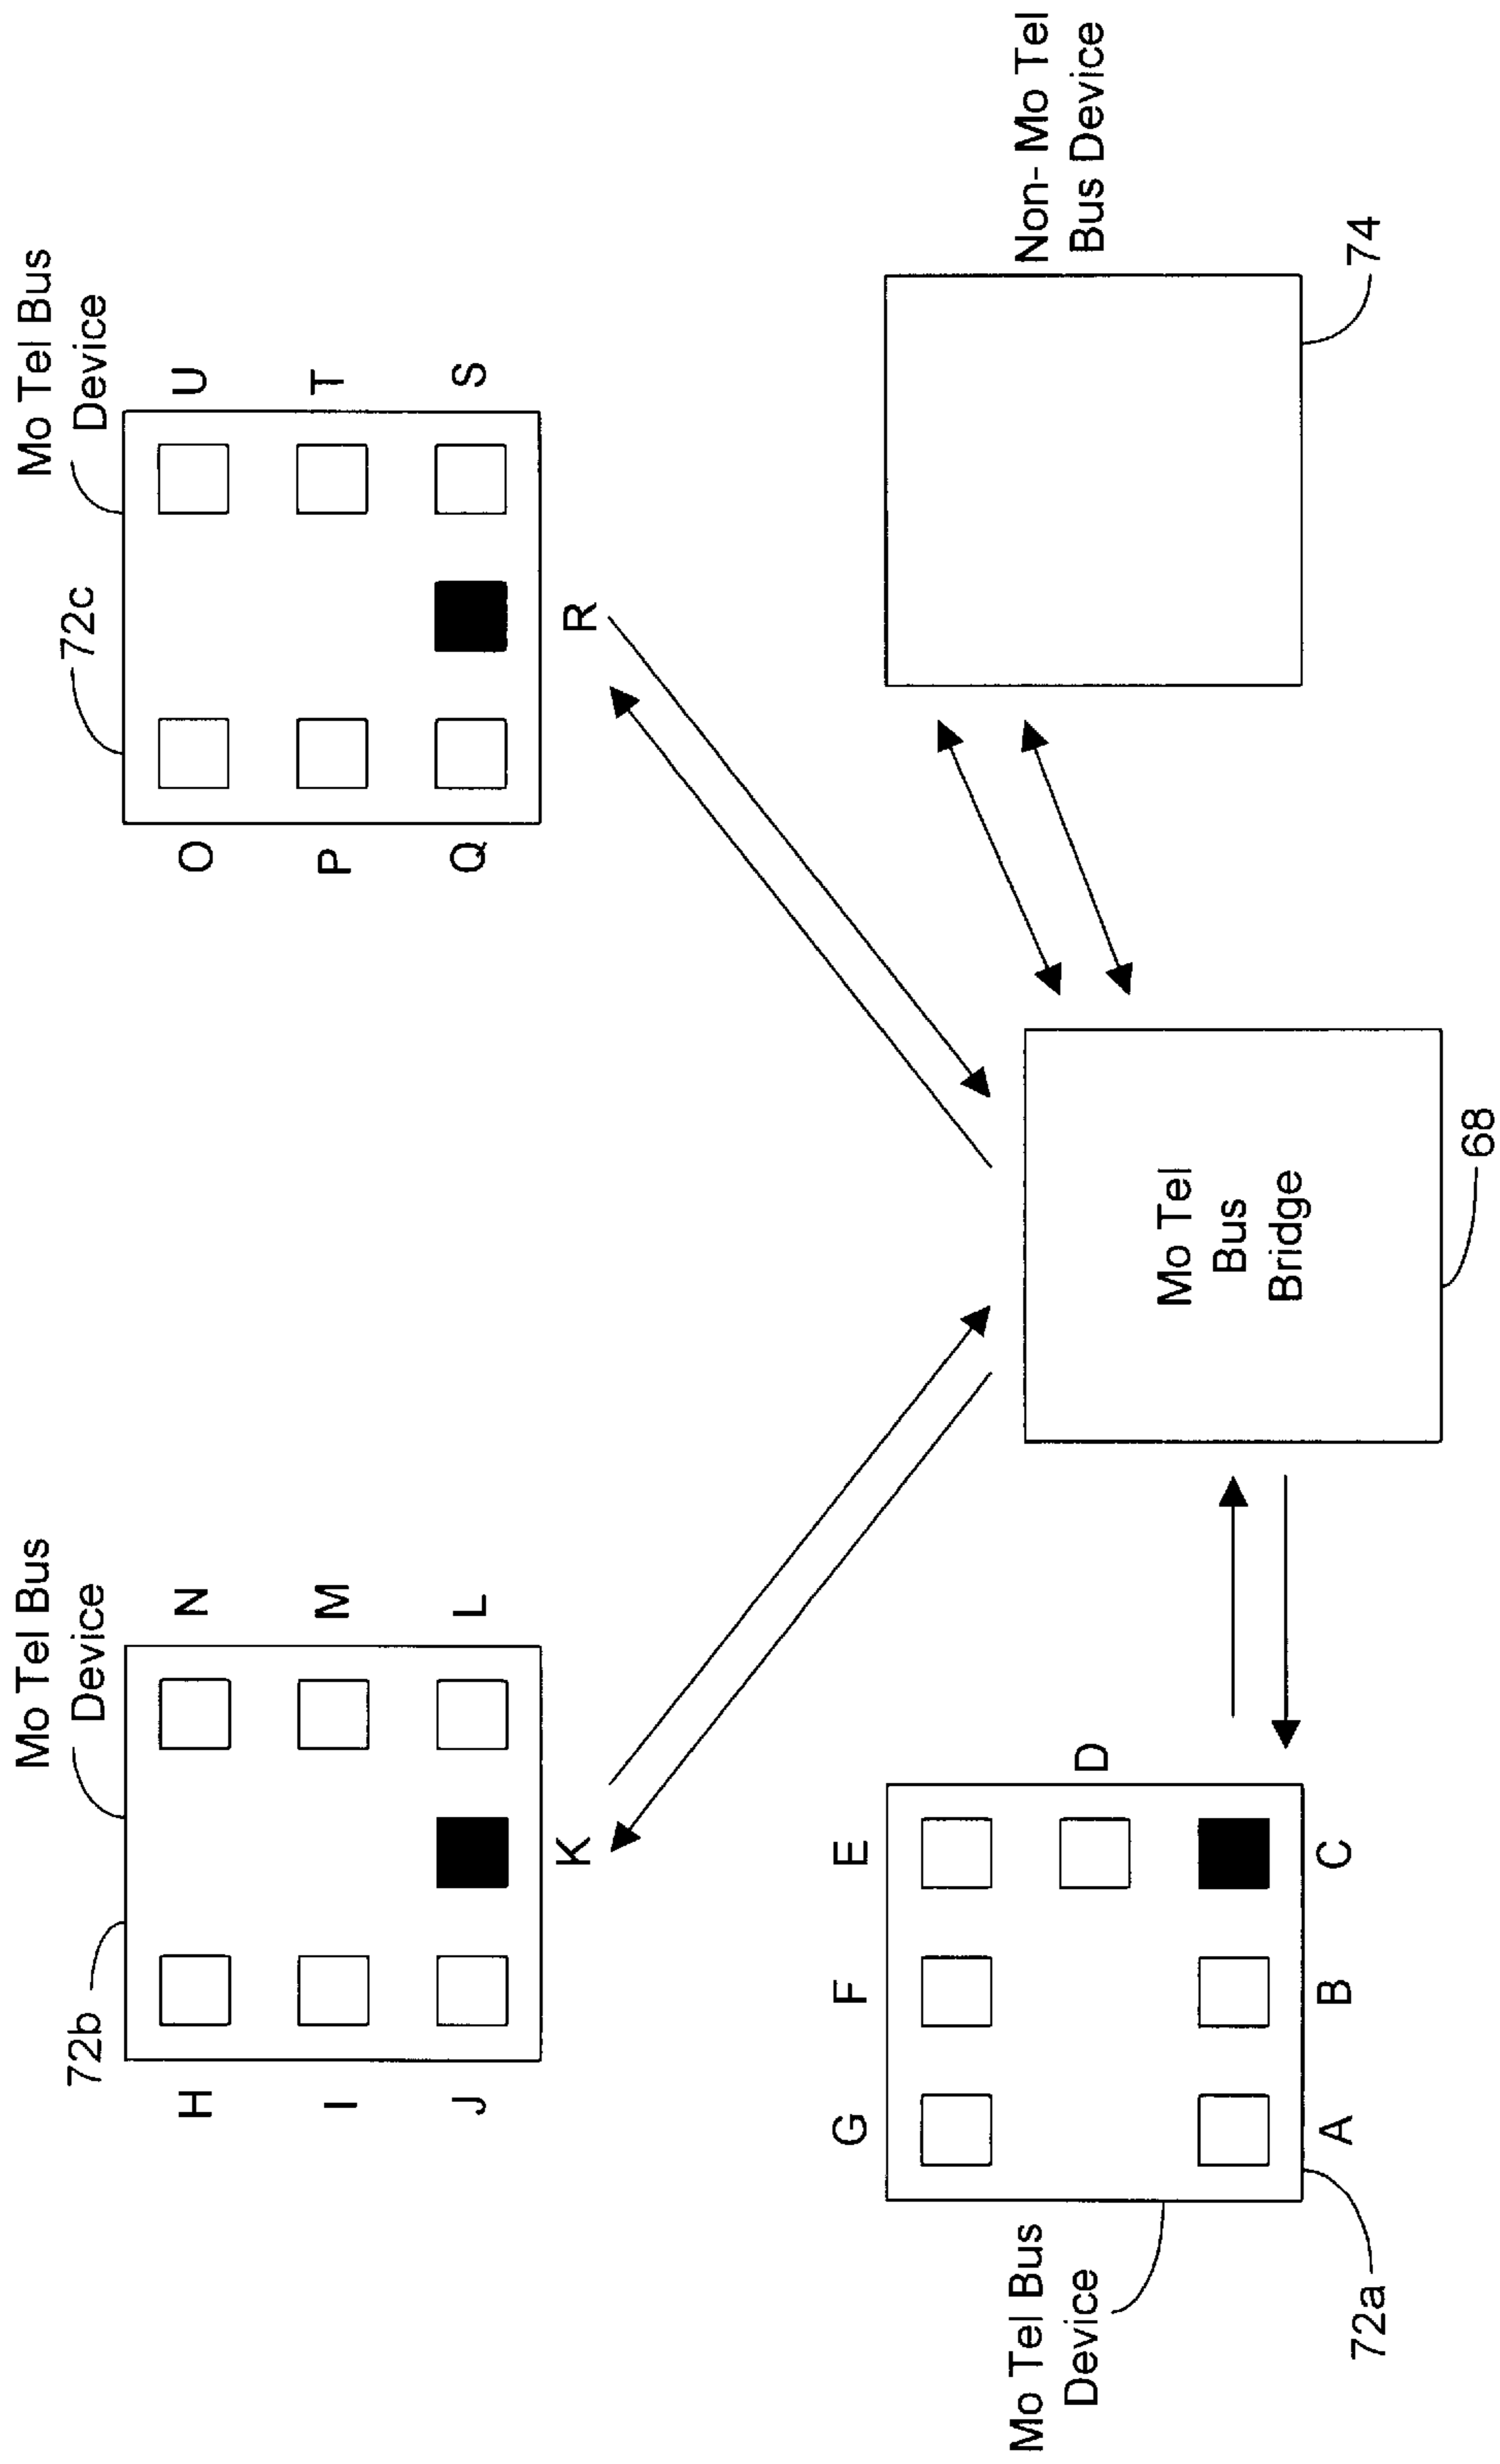 72b
Mo Tel Bus
Device
H
N
I
M
J
L
K
72c
Mo Tel Bus
Device
O
U
P
T
Q
S
R
Mo Tel Bus
Device
G
F
E
D
A
B
C
72a
Mo Tel
Bus
Bridge
68
Non- Mo Tel
Bus Device
74